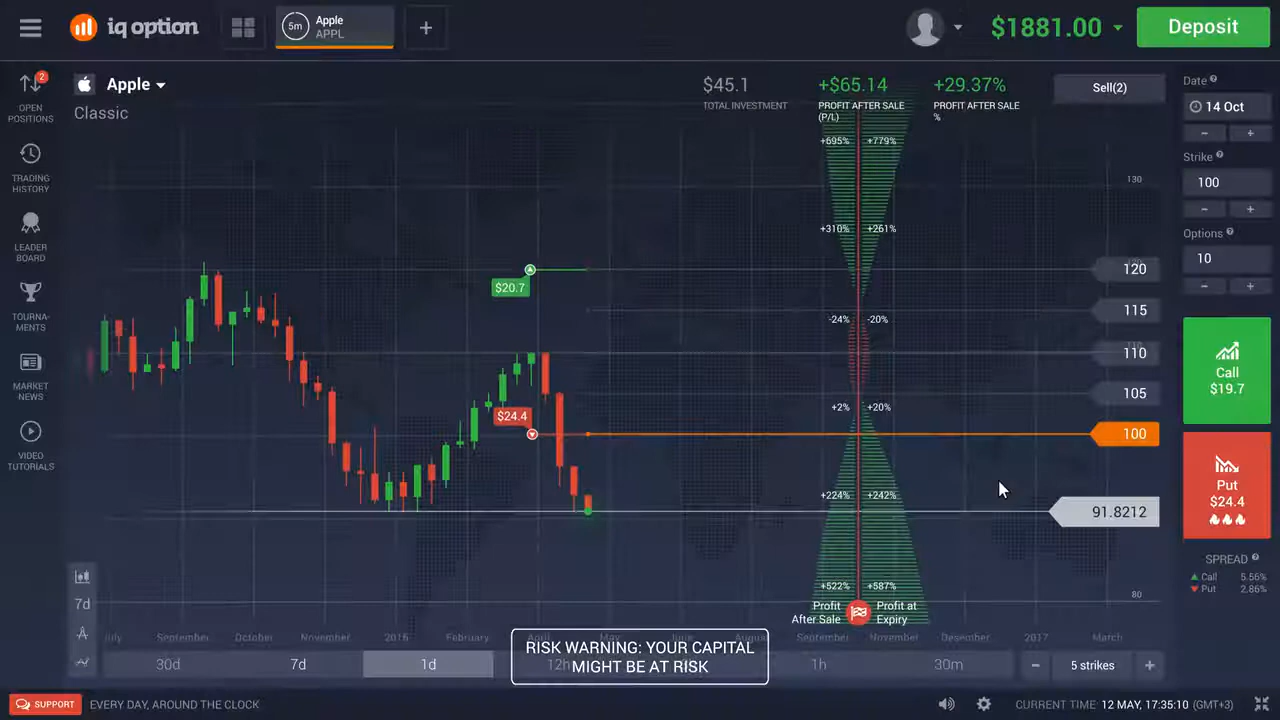 iq option
5m
Apple
APPL
+
$1881.00
Deposit
2
OPEN
POSITIONS
TRADING
HISTORY
LEADER
BOARD
TOURNA-
MENTS
MARKET
NEWS
VIDEO
TUTORIALS
Apple
Classic
$45.1
TOTAL INVESTMENT
+$65.14
PROFIT AFTER SALE
(P/L)
+29.37%
PROFIT AFTER SALE
%
Sell(2)
Date
14 Oct
- +
Strike
100
- +
Options
10
- +
Call
$19.7
Put
$24.4
SPREAD
Call 5.56%
Put 2.86%
+695% +779%
130
+310% +261%
120
$20.7
115
-24% -20%
110
110
105
+2% +20%
$24.4
100
+224% +242%
91.8212
+522% +587%
80
Profit
After Sale
Profit at
Expiry
7d
September October November 2016 February April May June August September November Desember 2017 March
30d 7d 1d 12h 1h 30m
- 5 strikes +
RISK WARNING: YOUR CAPITAL
MIGHT BE AT RISK
SUPPORT
EVERY DAY, AROUND THE CLOCK
CURRENT TIME 12 MAY, 17:35:10 (GMT+3)